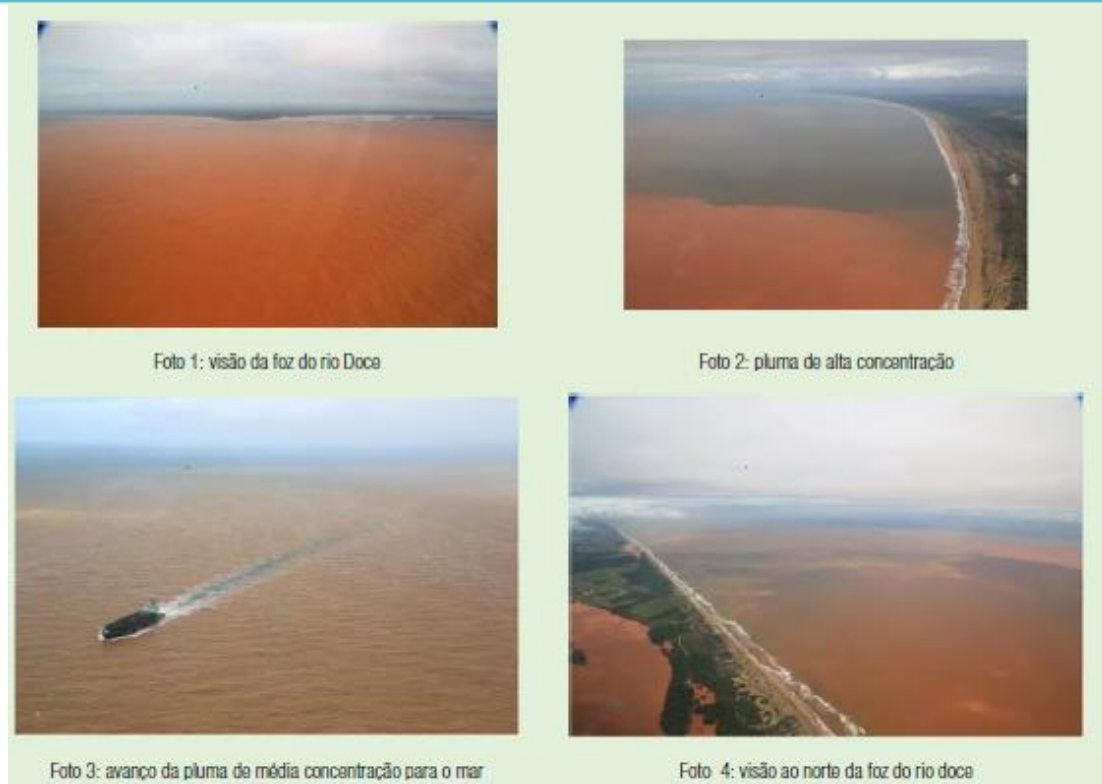 Foto 1: visão da foz do rio Doce
Foto 2: pluma de alta concentração
Foto 3: avanço da pluma de média concentração para o mar
Foto 4: visão ao norte da foz do rio doce